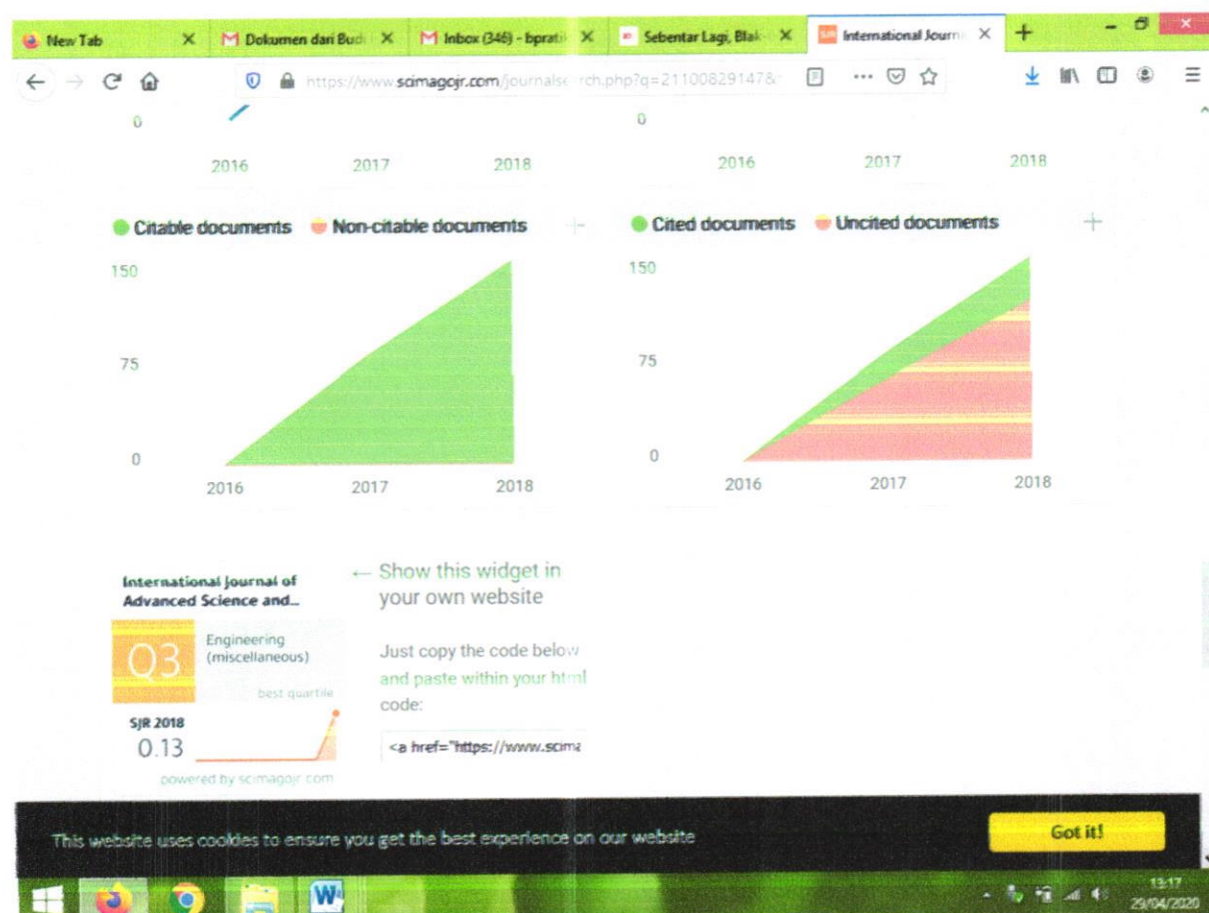 New Tab
Dokumen dari Budi
Inbox (346) - bprati
Sebentar Lagi, Blak-
International Journ
https://www.scimagojr.com/journalsearch.php?q=21100829147&
0
0
2016 2017 2018
2016 2017 2018
Citable documents Non-citable documents
Cited documents Uncited documents
150
75
0
2016 2017 2018
150
75
0
2016 2017 2018
International Journal of
Advanced Science and...
Q3
Engineering
(miscellaneous)
best quartile
SJR 2018
0.13
powered by scimagojr.com
← Show this widget in
your own website
Just copy the code below
and paste within your html
code:
<a href="https://www.scima
This website uses cookies to ensure you get the best experience on our website
Got it!
13:17
29/04/2020